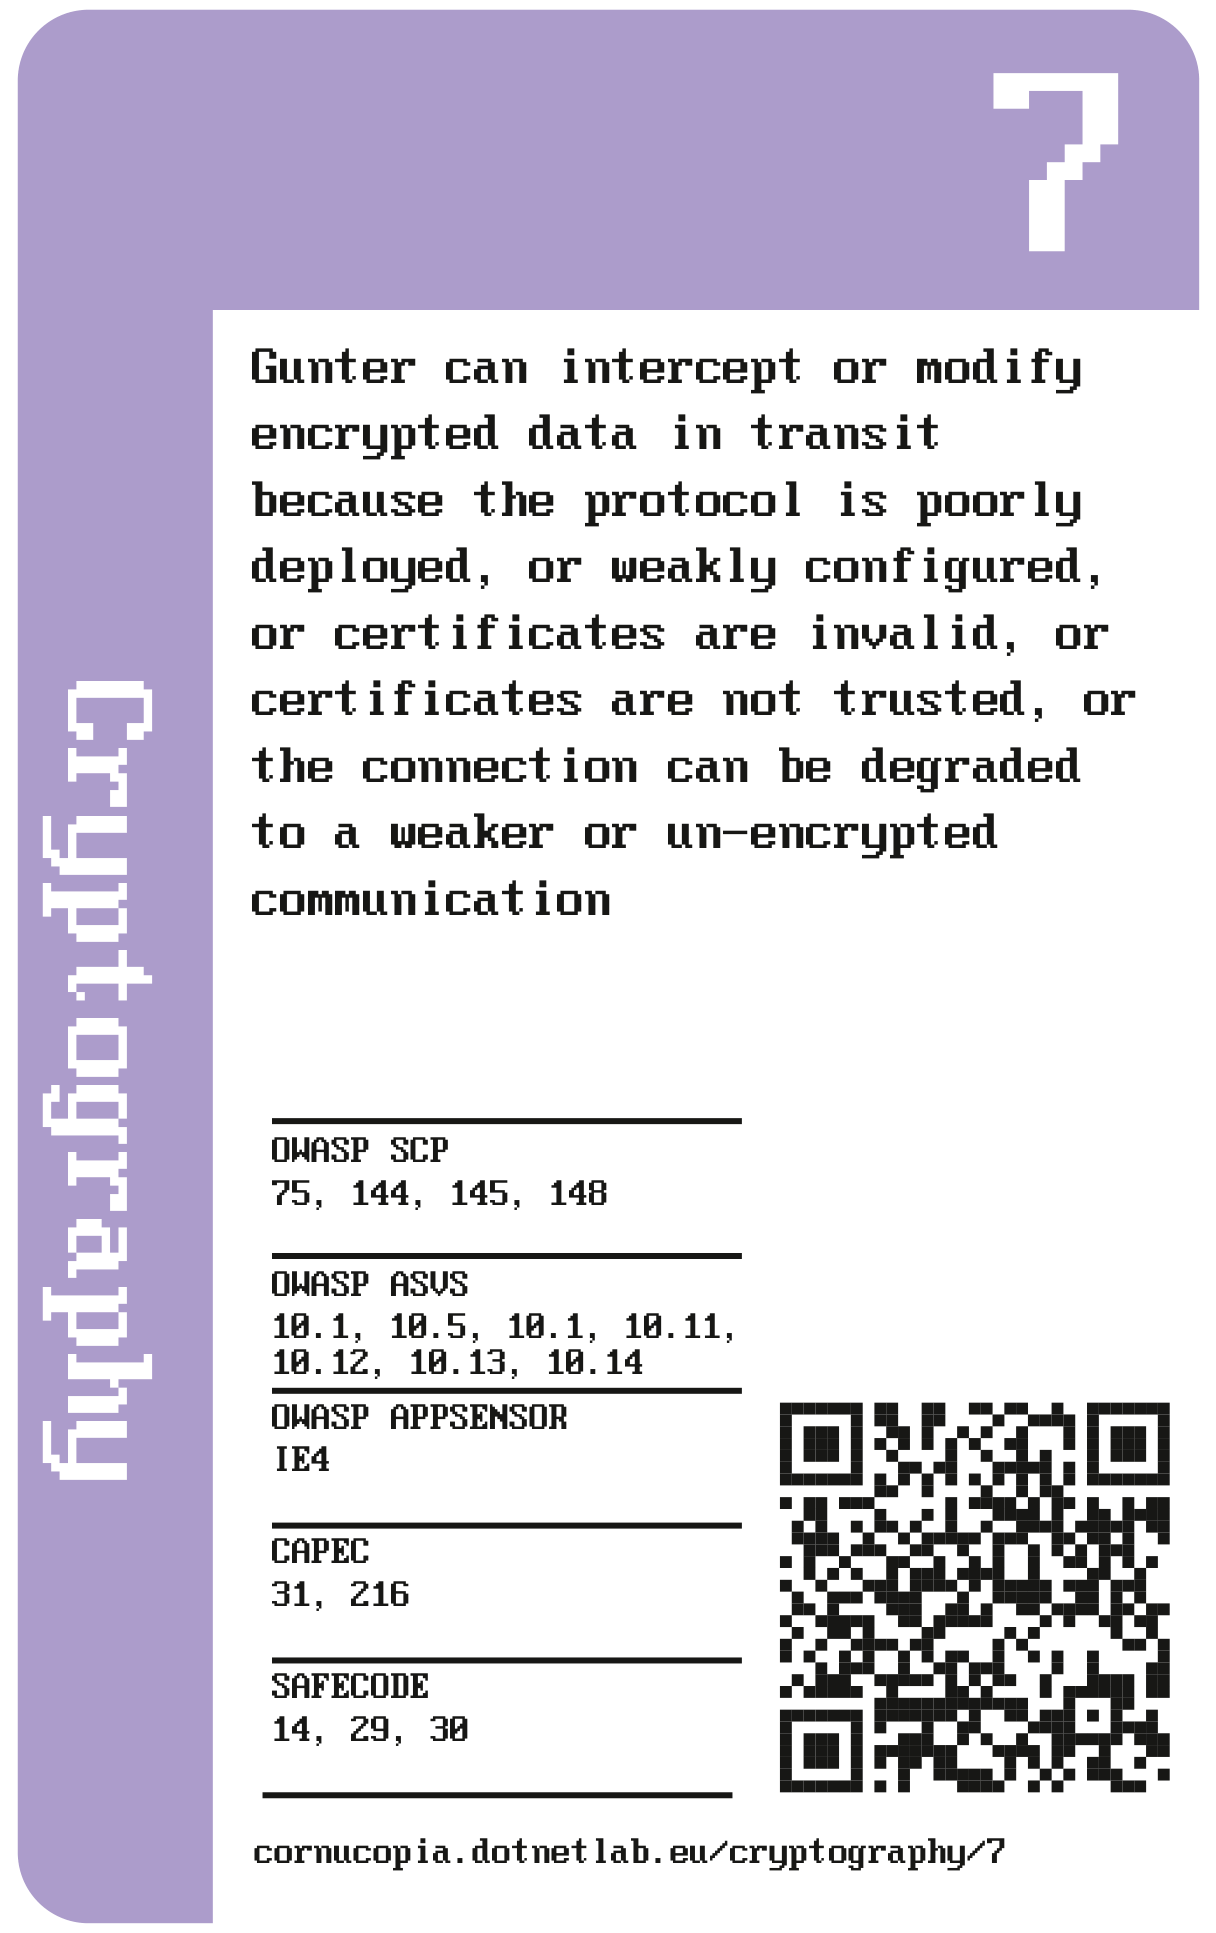 7
Gunter can intercept or modify
encrypted data in transit
because the protocol is poorly
deployed, or weakly configured,
or certificates are invalid, or
certificates are not trusted, or
the connection can be degraded
to a weaker or un-encrypted
communication
Cryptography
OWASP SCP
75, 144, 145, 148
OWASP ASVS
10.1, 10.5, 10.1, 10.11,
10.12, 10.13, 10.14
OWASP APPSENSOR
IE4
CAPEC
31, 216
SAFECODE
14, 29, 30
cornucopia.dotnetlab.eu/cryptography/7